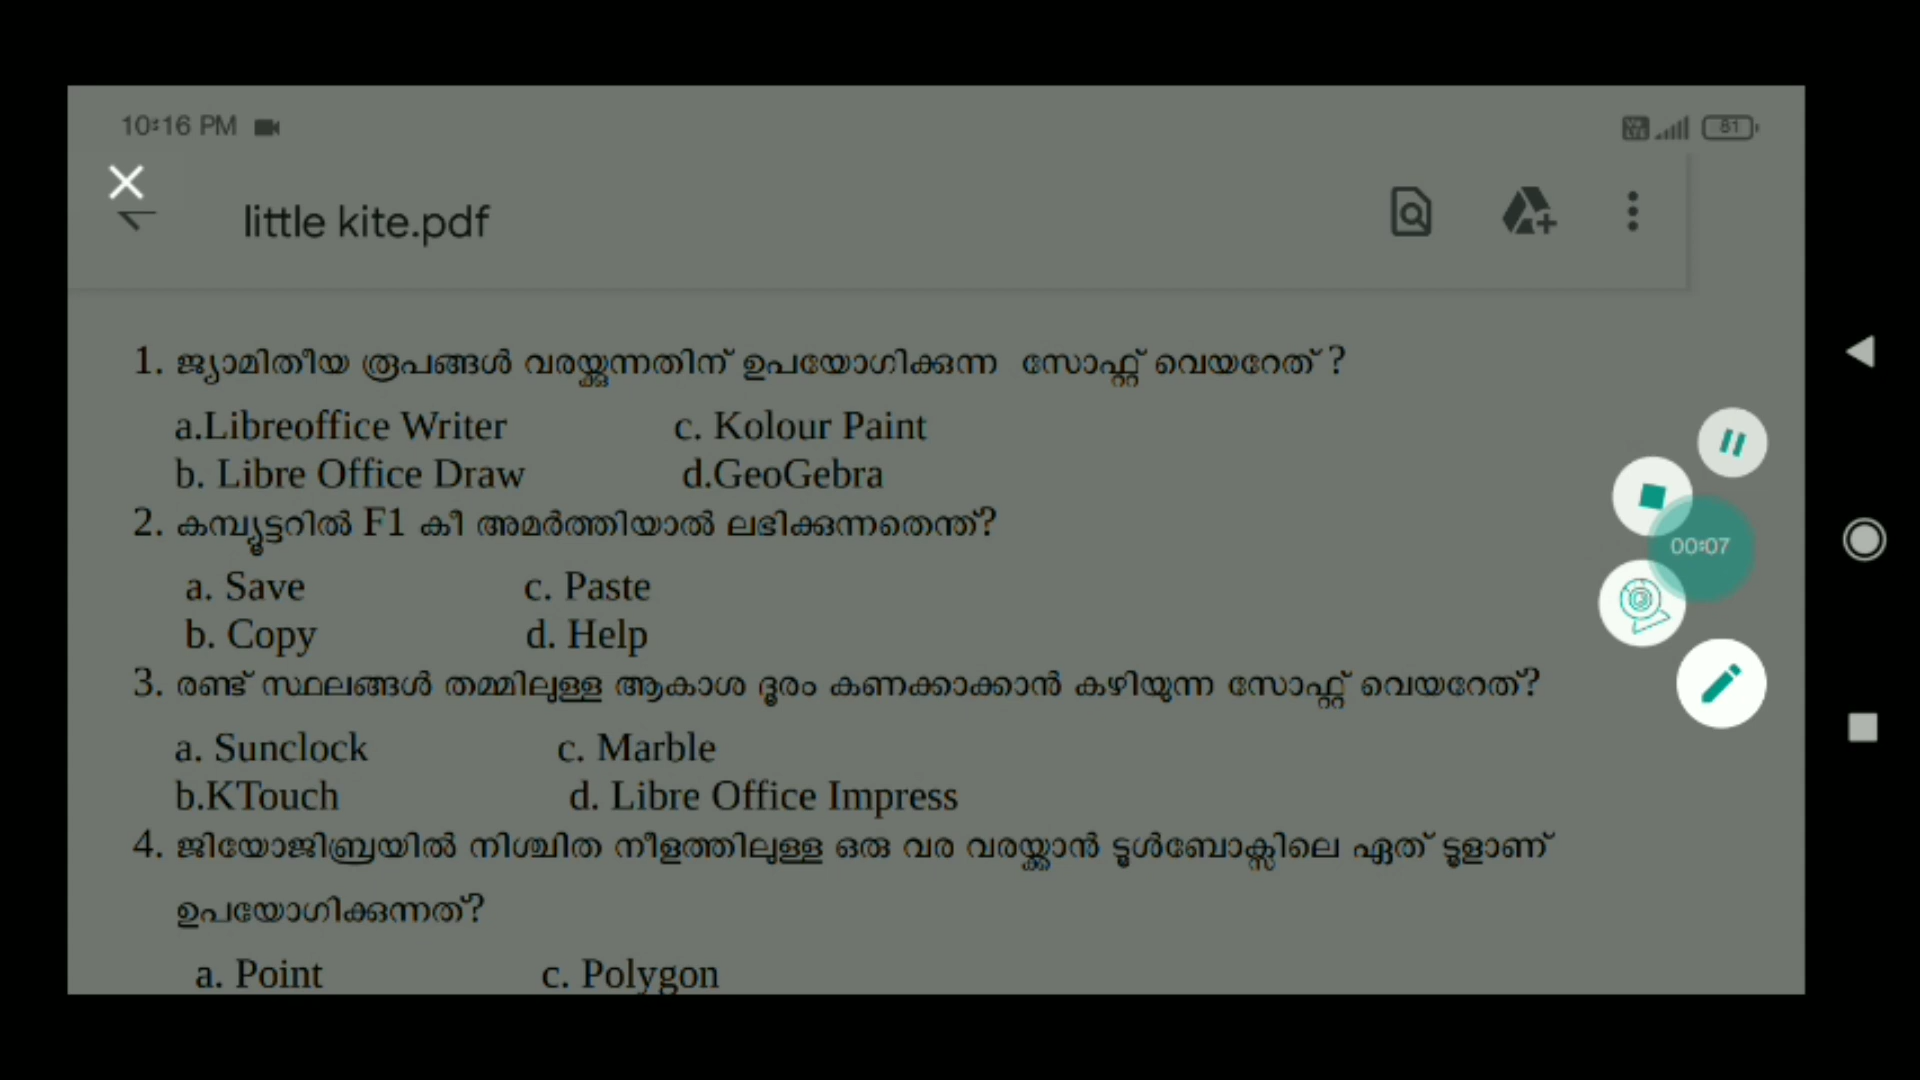 10:16 PM
81
little kite.pdf
1. ജ്യാമിതീയ രൂപങ്ങൾ വരയ്ക്കുന്നതിന് ഉപയോഗിക്കുന്ന സോഫ്റ്റ് വെയറേത് ?
a.Libreoffice Writer c. Kolour Paint
b. Libre Office Draw d.GeoGebra
2. കമ്പ്യൂട്ടറിൽ F1 കീ അമർത്തിയാൽ ലഭിക്കുന്നതെന്ത്?
a. Save c. Paste
b. Copy d. Help
3. രണ്ട് സ്ഥലങ്ങൾ തമ്മിലുള്ള ആകാശ ദൂരം കണക്കാക്കാൻ കഴിയുന്ന സോഫ്റ്റ് വെയറേത്?
a. Sunclock c. Marble
b.KTouch d. Libre Office Impress
4. ജിയോജിബ്രയിൽ നിശ്ചിത നീളത്തിലുള്ള ഒരു വര വരയ്ക്കാൻ ടൂൾബോക്സിലെ ഏത് ടൂളാണ്
ഉപയോഗിക്കുന്നത്?
a. Point c. Polygon
00:07